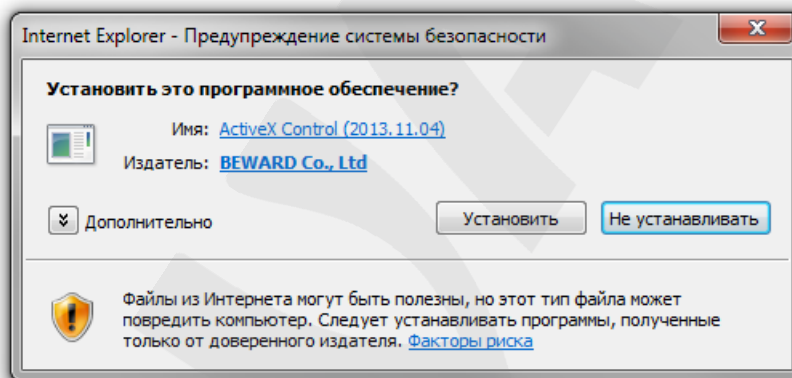 Internet Explorer - Предупреждение системы безопасности
Установить это программное обеспечение?
Имя: ActiveX Control (2013.11.04)
Издатель: BEWARD Co., Ltd
Дополнительно
Установить
Не устанавливать
Файлы из Интернета могут быть полезны, но этот тип файла может
повредить компьютер. Следует устанавливать программы, полученные
только от доверенного издателя. Факторы риска